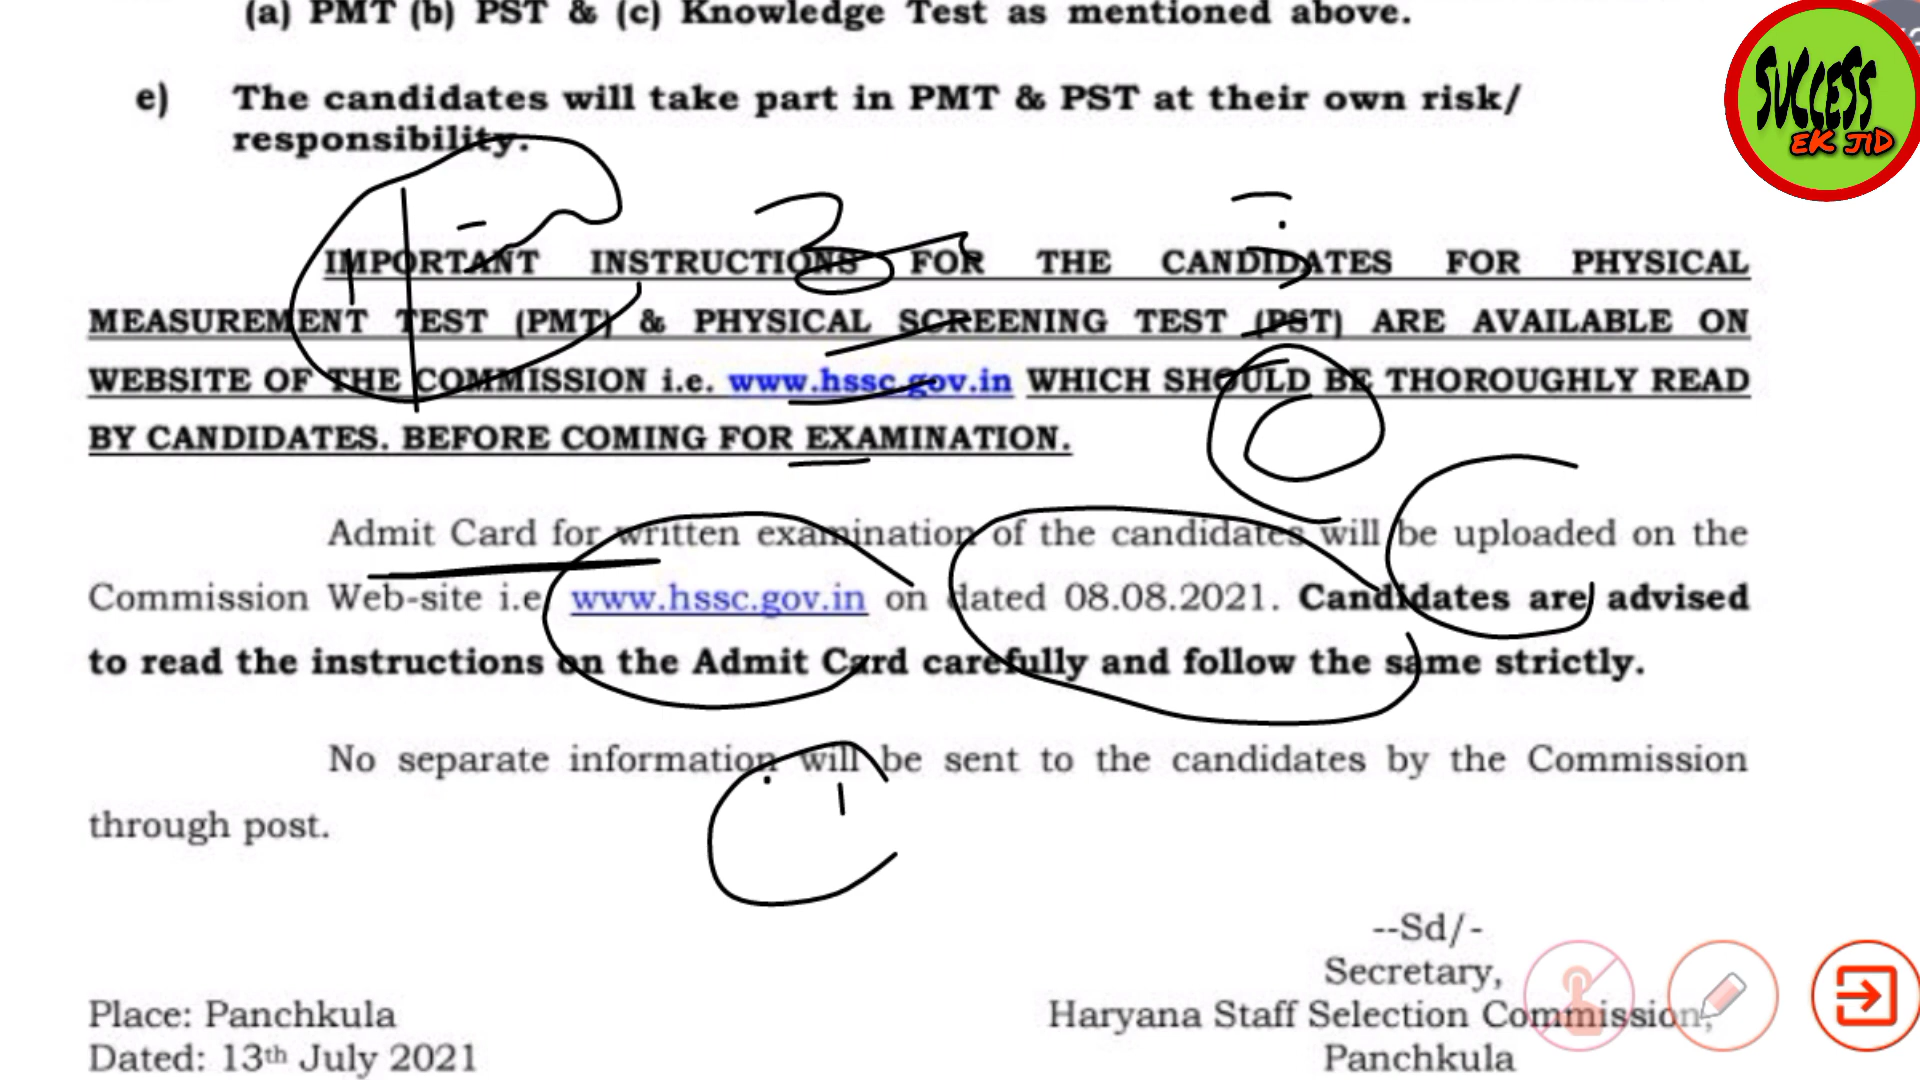 (a) PMT (b) PST & (c) Knowledge Test as mentioned above.
SUCCESS
EK JID
e) The candidates will take part in PMT & PST at their own risk/
responsibility.
IMPORTANT INSTRUCTIONS FOR THE CANDIDATES FOR PHYSICAL
MEASUREMENT TEST (PMT) & PHYSICAL SCREENING TEST (PST) ARE AVAILABLE ON
WEBSITE OF THE COMMISSION i.e. www.hssc.gov.in WHICH SHOULD BE THOROUGHLY READ
BY CANDIDATES. BEFORE COMING FOR EXAMINATION.
Admit Card for written examination of the candidates will be uploaded on the
Commission Web-site i.e www.hssc.gov.in on dated 08.08.2021. Candidates are advised
to read the instructions on the Admit Card carefully and follow the same strictly.
No separate information will be sent to the candidates by the Commission
through post.
--Sd/-
Secretary,
Place: Panchkula Haryana Staff Selection Commission,
Dated: 13th July 2021 Panchkula